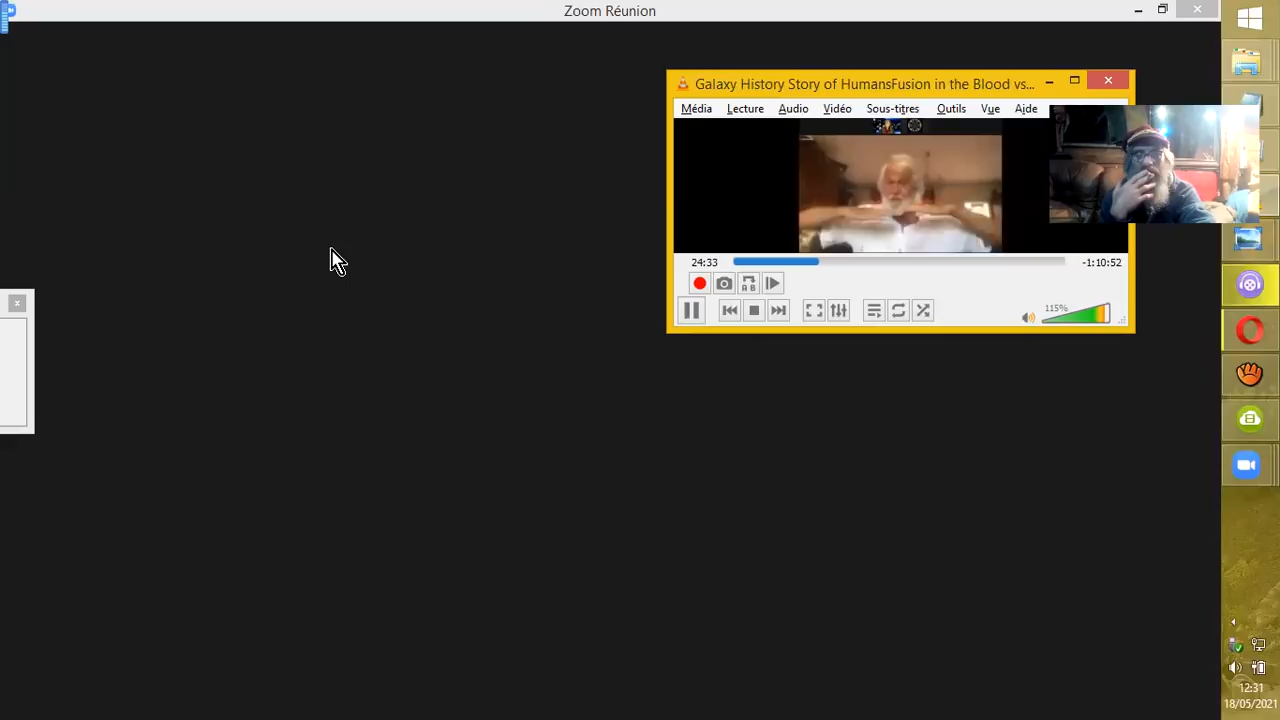 Zoom Réunion
Galaxy History Story of HumansFusion in the Blood vs...
Média Lecture Audio Vidéo Sous-titres Outils Vue Aide
24:33
-1:10:52
A B
115%
12:31
18/05/2021